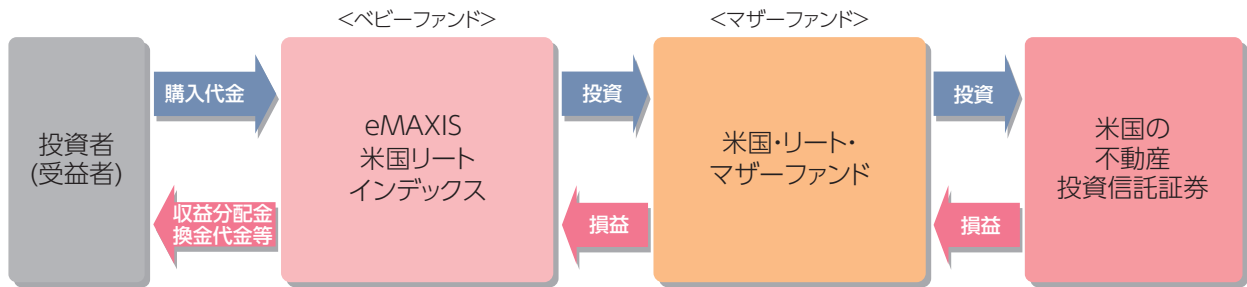 <ベビーファンド>
<マザーファンド>
投資者
(受益者)
購入代金
収益分配金
換金代金等
eMAXIS
米国リート
インデックス
投資
損益
米国・リート・
マザーファンド
投資
損益
米国の
不動産
投資信託証券